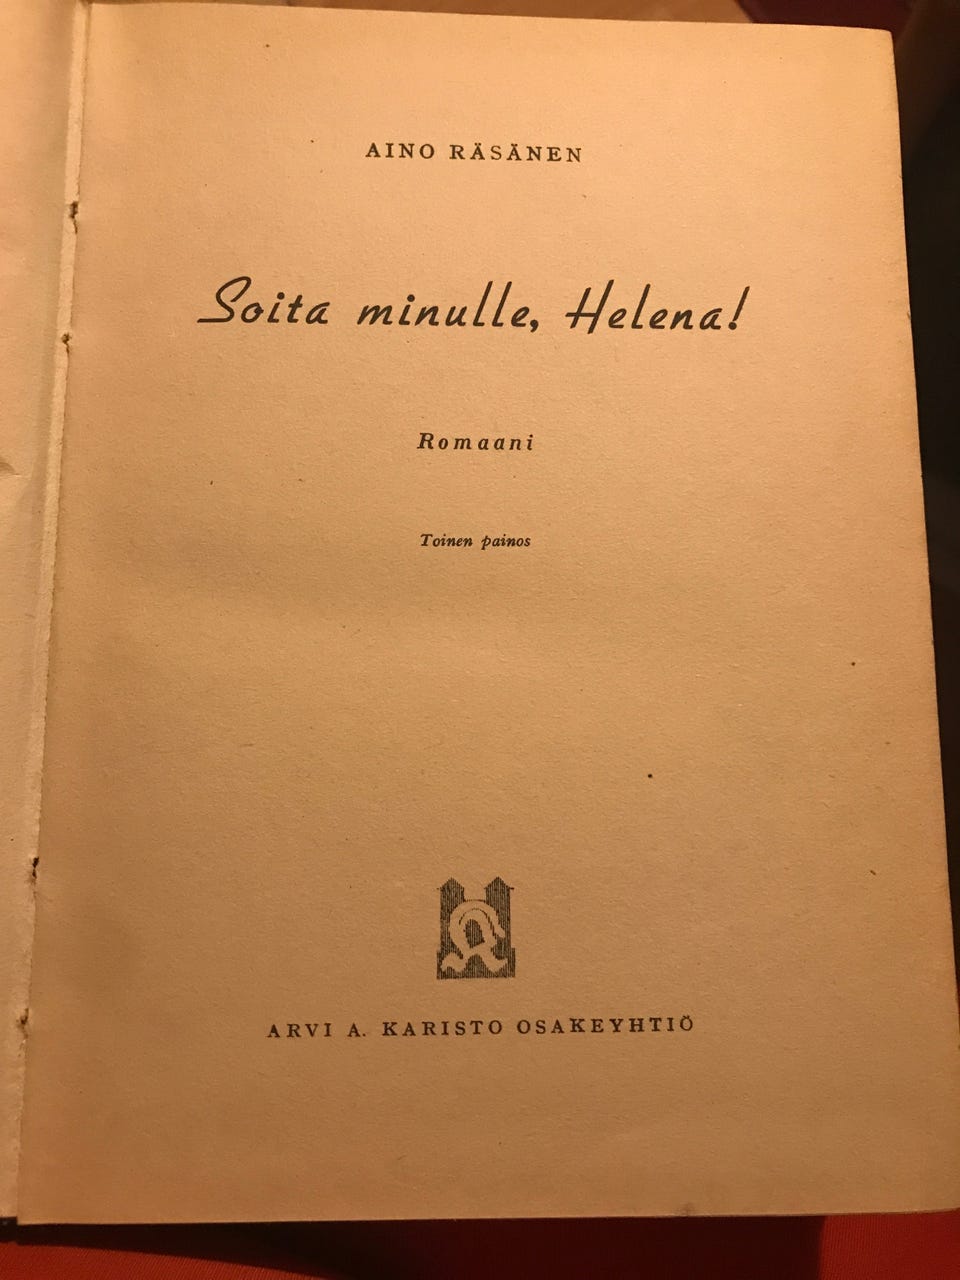 AINO RÄSÄNEN
Soita minulle, Helena!
Romaani
Toinen painos
ARVI A. KARISTO OSAKEYHTIÖ